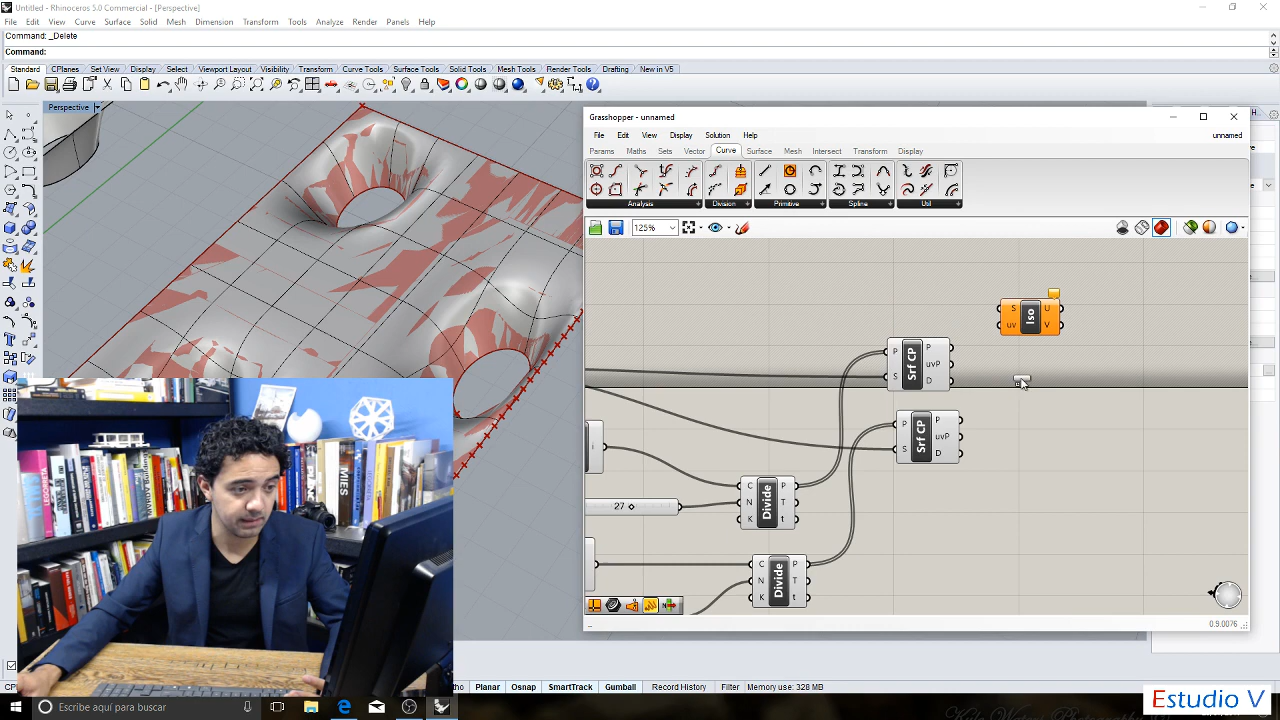 Untitled - Rhinoceros 5.0 Commercial - [Perspective]
File Edit View Curve Surface Solid Mesh Dimension Transform Tools Analyze Render Panels Help
Command: _Delete
Command:
Standard CPlanes Set View Display Select Viewport Layout Visibility Transform Curve Tools Surface Tools Solid Tools Mesh Tools Render Tools Drafting New in V5
Perspective
Grasshopper - unnamed
File Edit View Display Solution Help unnamed
Params Maths Sets Vector Curve Surface Mesh Intersect Transform Display
Analysis Division Primitive Spline Util
125%
S Iso U
uv V
P Srf CP P
uvP
S D
P Srf CP P
uvP
S D
i
C Divide P
N T
K t
27
C Divide P
N T
K t
0.9.0076
MIES
Planar Osnap SmartTrack Gumball Record History Filter Memory use: 328 MB
Escribe aquí para buscar
Estudio V